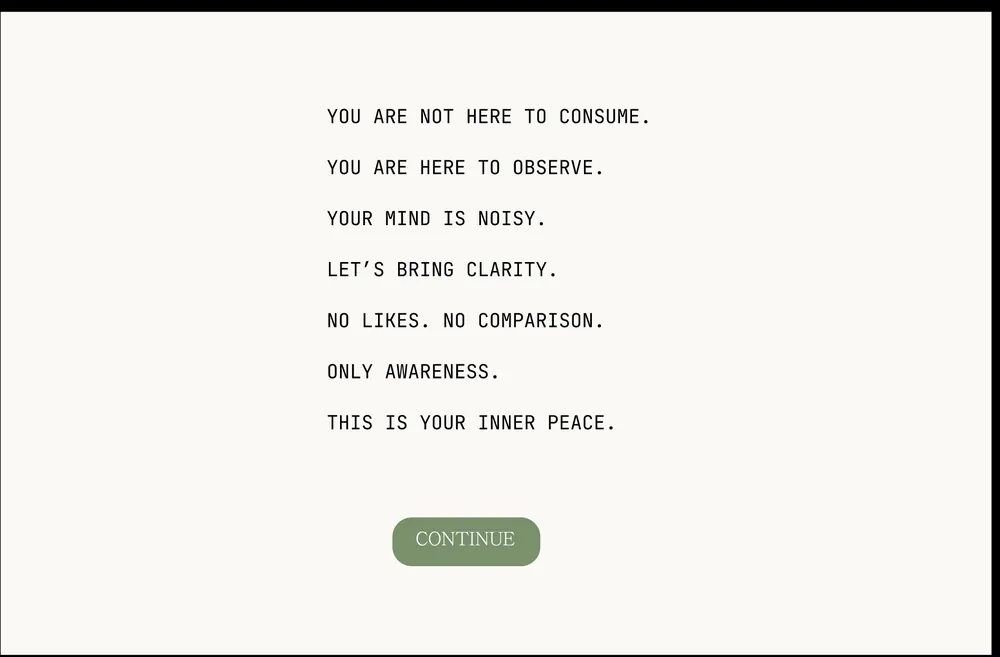 YOU ARE NOT HERE TO CONSUME.
YOU ARE HERE TO OBSERVE.
YOUR MIND IS NOISY.
LET’S BRING CLARITY.
NO LIKES. NO COMPARISON.
ONLY AWARENESS.
THIS IS YOUR INNER PEACE.
CONTINUE